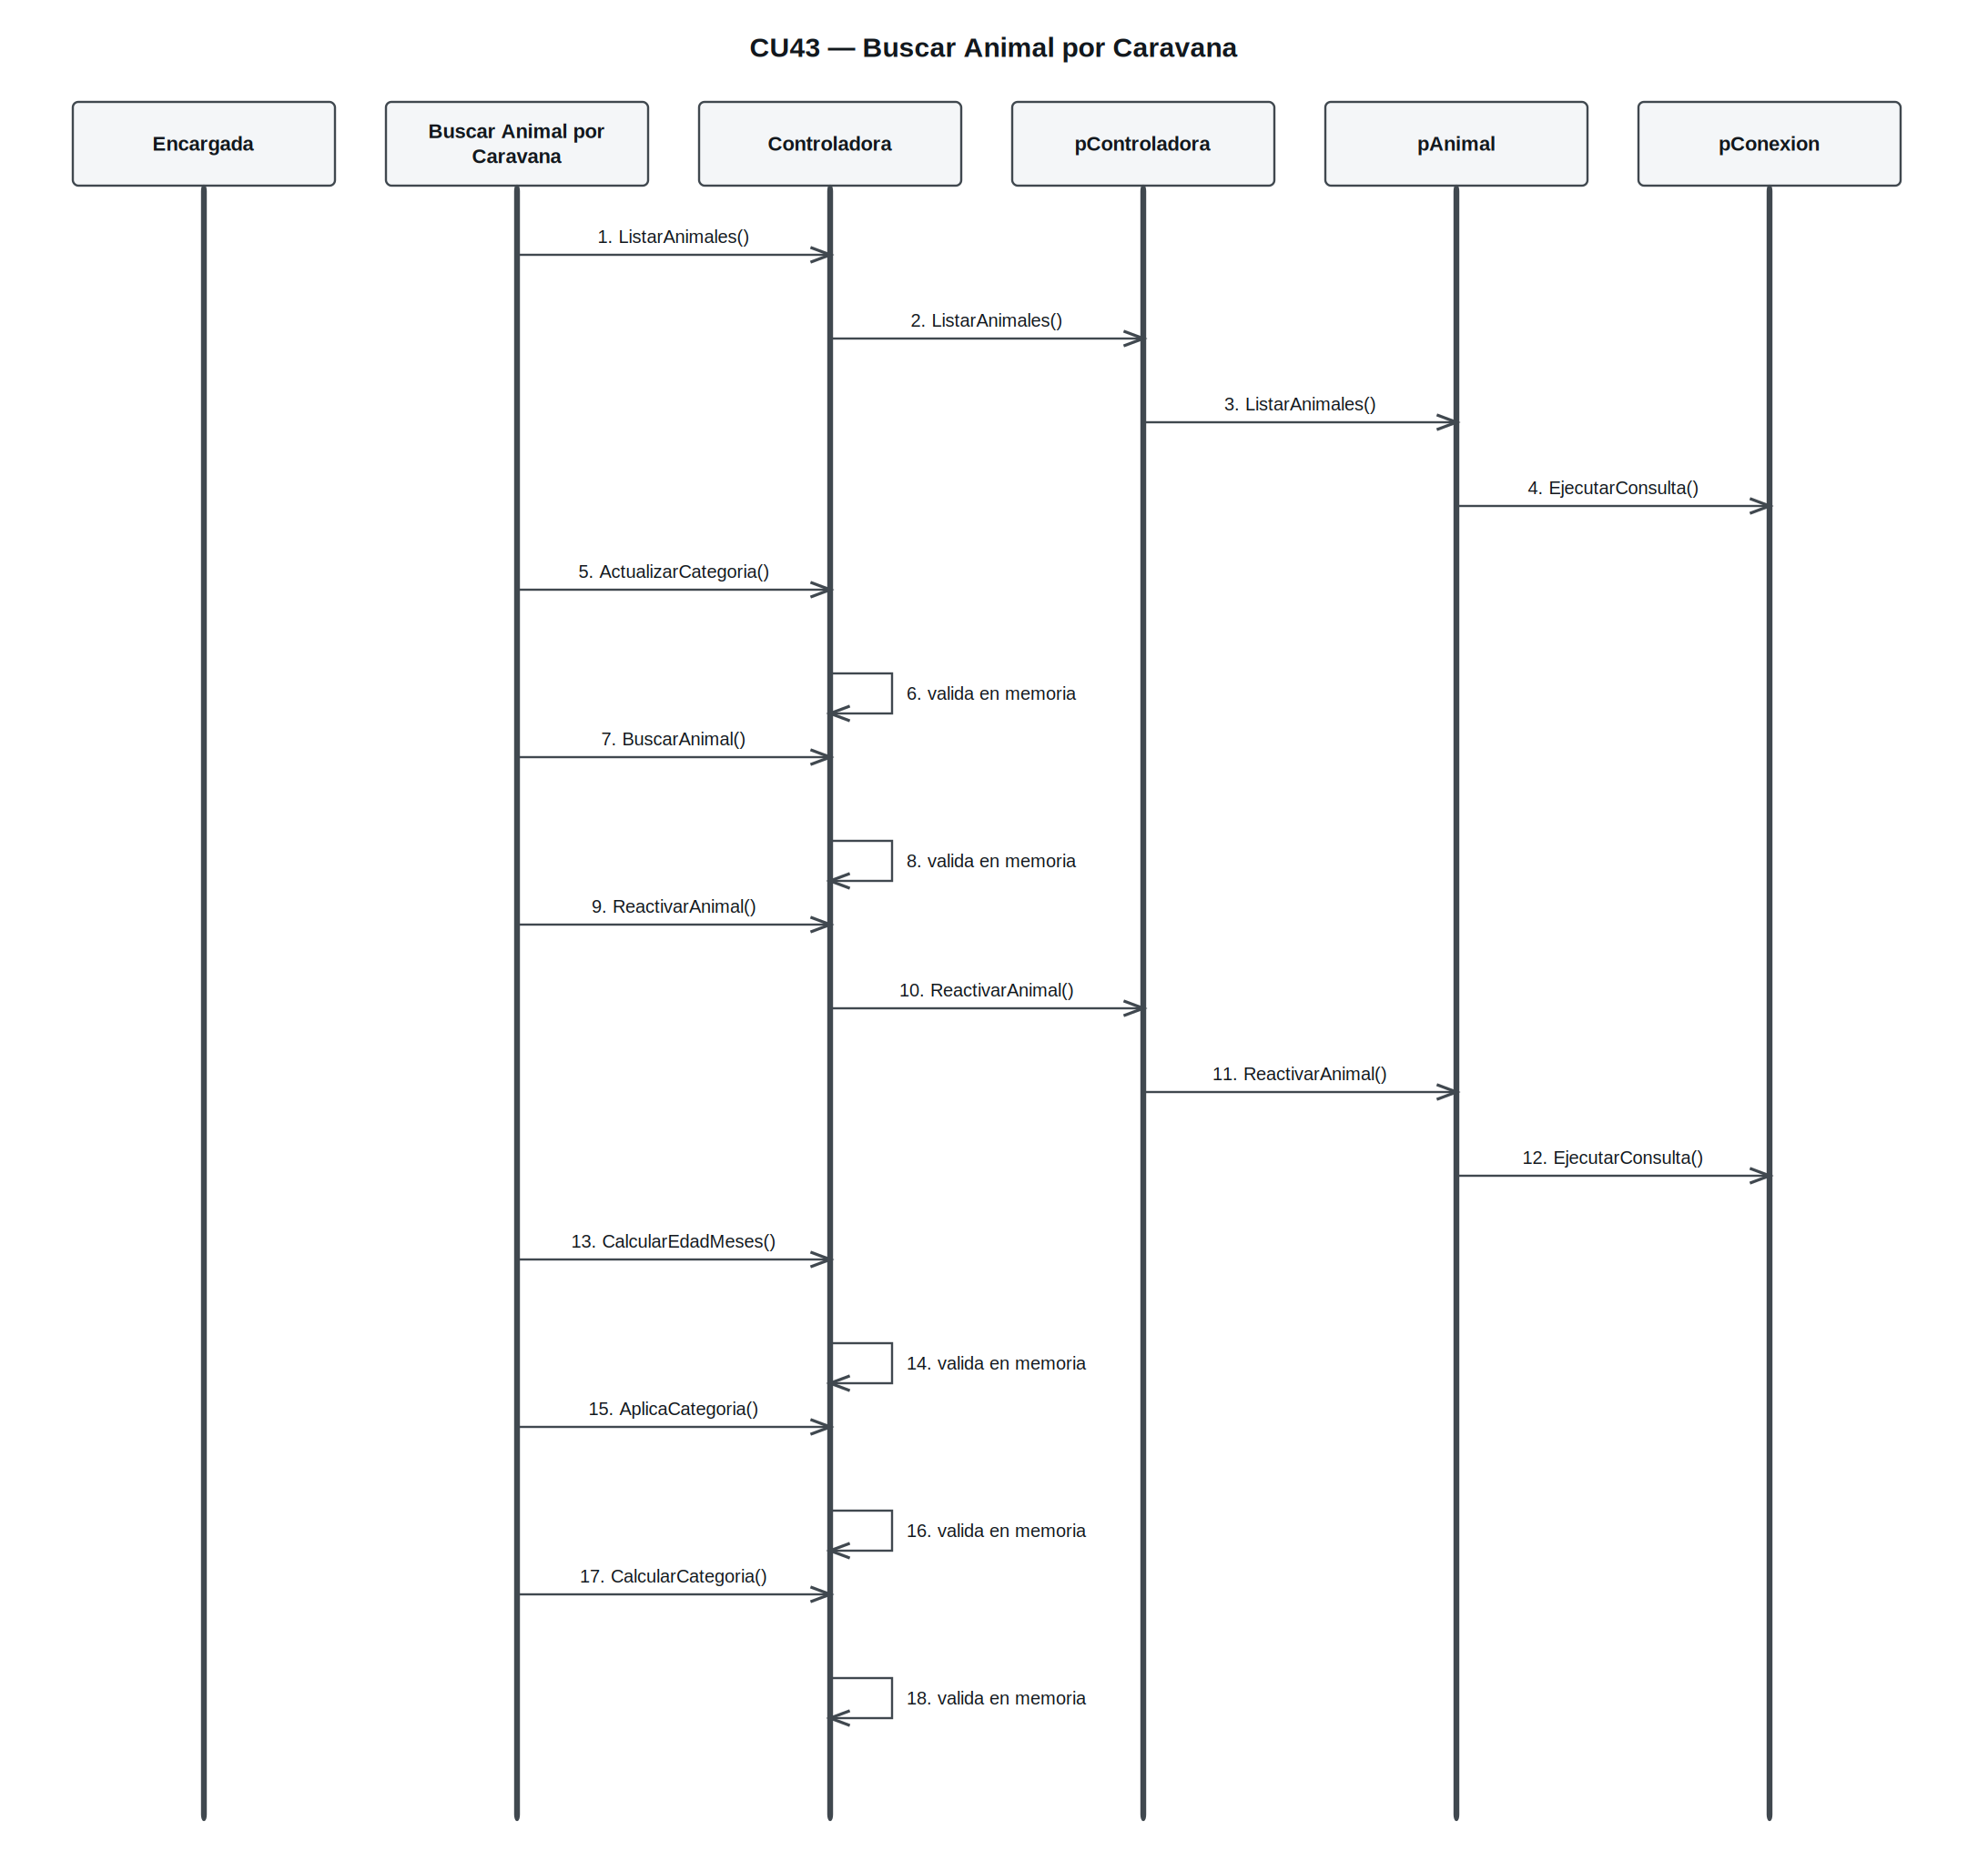 CU43 — Buscar Animal por Caravana
Encargada
Buscar Animal por
Caravana
Controladora
pControladora
pAnimal
pConexion
1. ListarAnimales()
2. ListarAnimales()
3. ListarAnimales()
4. EjecutarConsulta()
5. ActualizarCategoria()
6. valida en memoria
7. BuscarAnimal()
8. valida en memoria
9. ReactivarAnimal()
10. ReactivarAnimal()
11. ReactivarAnimal()
12. EjecutarConsulta()
13. CalcularEdadMeses()
14. valida en memoria
15. AplicaCategoria()
16. valida en memoria
17. CalcularCategoria()
18. valida en memoria